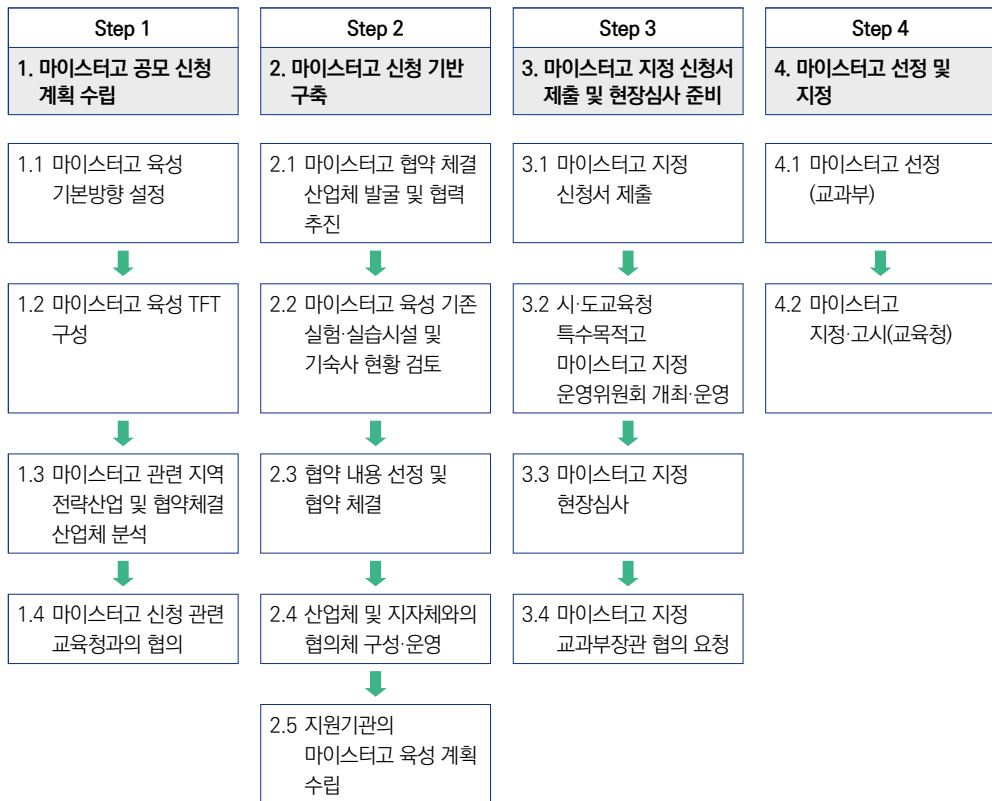 Step 1
1. 마이스터고 공모 신청
계획 수립
1.1 마이스터고 육성
기본방향 설정
1.2 마이스터고 육성 TFT
구성
1.3 마이스터고 관련 지역
전략산업 및 협약체결
산업체 분석
1.4 마이스터고 신청 관련
교육청과의 협의
Step 2
2. 마이스터고 신청 기반
구축
2.1 마이스터고 협약 체결
산업체 발굴 및 협력
추진
2.2 마이스터고 육성 기존
실험·실습시설 및
기숙사 현황 검토
2.3 협약 내용 선정 및
협약 체결
2.4 산업체 및 지자체와의
협의체 구성·운영
2.5 지원기관의
마이스터고 육성 계획
수립
Step 3
3. 마이스터고 지정 신청서
제출 및 현장심사 준비
3.1 마이스터고 지정
신청서 제출
3.2 시·도교육청
특수목적고
마이스터고 지정
운영위원회 개최·운영
3.3 마이스터고 지정
현장심사
3.4 마이스터고 지정
교과부장관 협의 요청
Step 4
4. 마이스터고 선정 및
지정
4.1 마이스터고 선정
(교과부)
4.2 마이스터고
지정·고시(교육청)